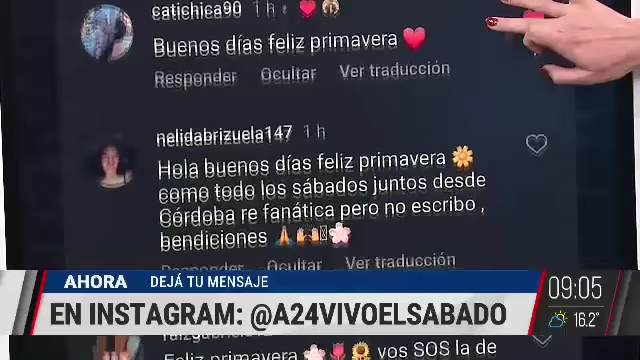 catichica90 1 h
Buenos días feliz primavera ❤️
Responder Ocultar Ver traducción
nelidabrizuela147 1 h
Hola buenos días feliz primavera 🌼
como todo los sábados juntos desde
Córdoba re fanática pero no escribo ,
bendiciones 🙏🙌🌸
Responder Ocultar Ver traducción
AHORA DEJÁ TU MENSAJE
EN INSTAGRAM: @A24VIVOELSABADO
09:05
16.2°
Feliz primavera 🌸🌷🌻 vos SOS la de